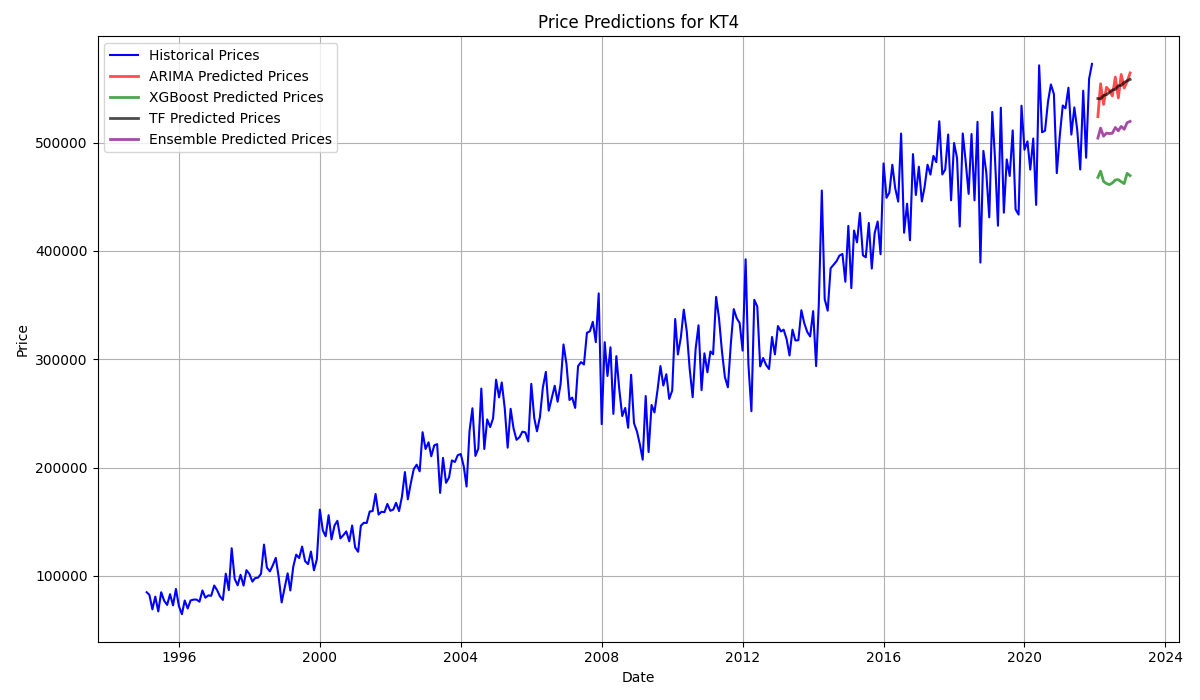 Price Predictions for KT4
Historical Prices
ARIMA Predicted Prices
XGBoost Predicted Prices
TF Predicted Prices
Ensemble Predicted Prices
Price
500000
400000
300000
200000
100000
1996 2000 2004 2008 2012 2016 2020 2024
Date